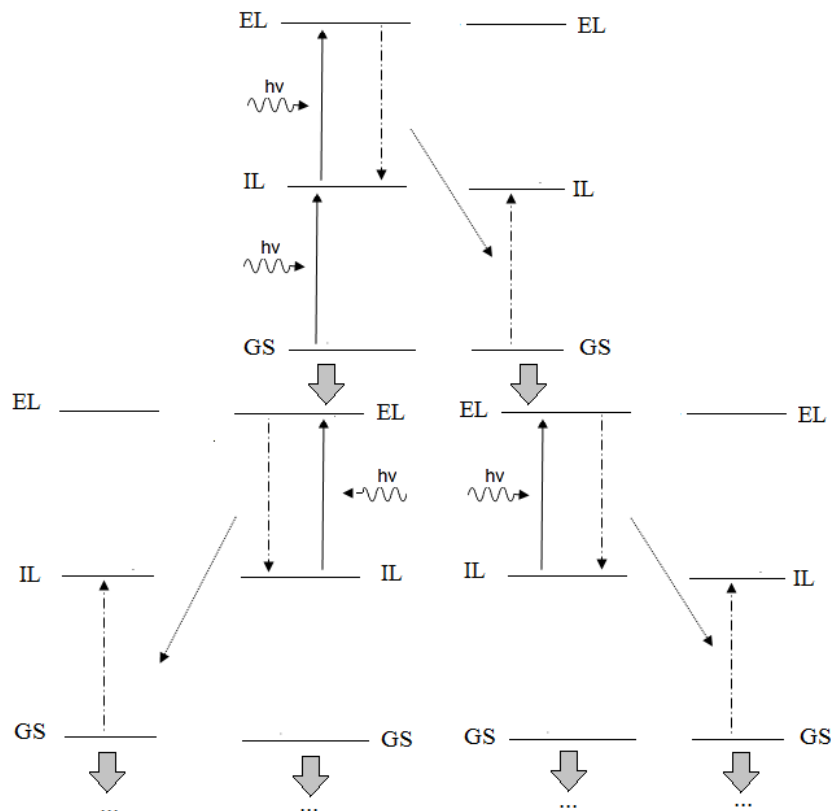 EL EL
hv
IL IL
hv
GS GS
EL EL EL EL
hv hv
IL IL IL IL
GS GS GS GS
... ... ... ...